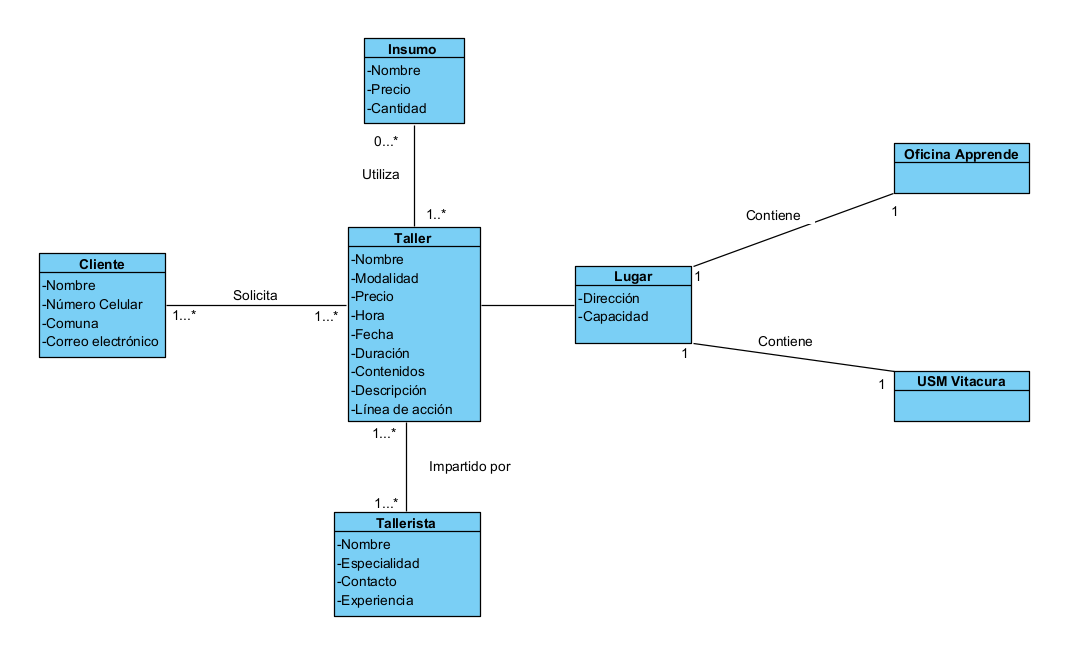 Insumo
-Nombre
-Precio
-Cantidad
0...*
Utiliza
1..*
Oficina Apprende
1
Contiene
Cliente
-Nombre
-Número Celular
-Comuna
-Correo electrónico
Solicita
1...*
1...*
Taller
-Nombre
-Modalidad
-Precio
-Hora
-Fecha
-Duración
-Contenidos
-Descripción
-Línea de acción
Lugar
-Dirección
-Capacidad
1
1
Contiene
1
USM Vitacura
1...*
Impartido por
1...*
Tallerista
-Nombre
-Especialidad
-Contacto
-Experiencia